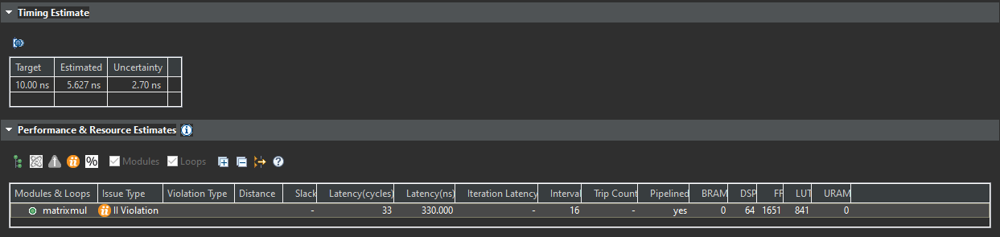 Timing Estimate
Target Estimated Uncertainty
10.00 ns 5.627 ns 2.70 ns
Performance & Resource Estimates i
ii % Modules Loops ?
Modules & Loops Issue Type Violation Type Distance Slack Latency(cycles) Latency(ns) Iteration Latency Interval Trip Count Pipelined BRAM DSP FF LUT URAM
matrixmul ii II Violation - 33 330.000 - 16 - yes 0 64 1651 841 0